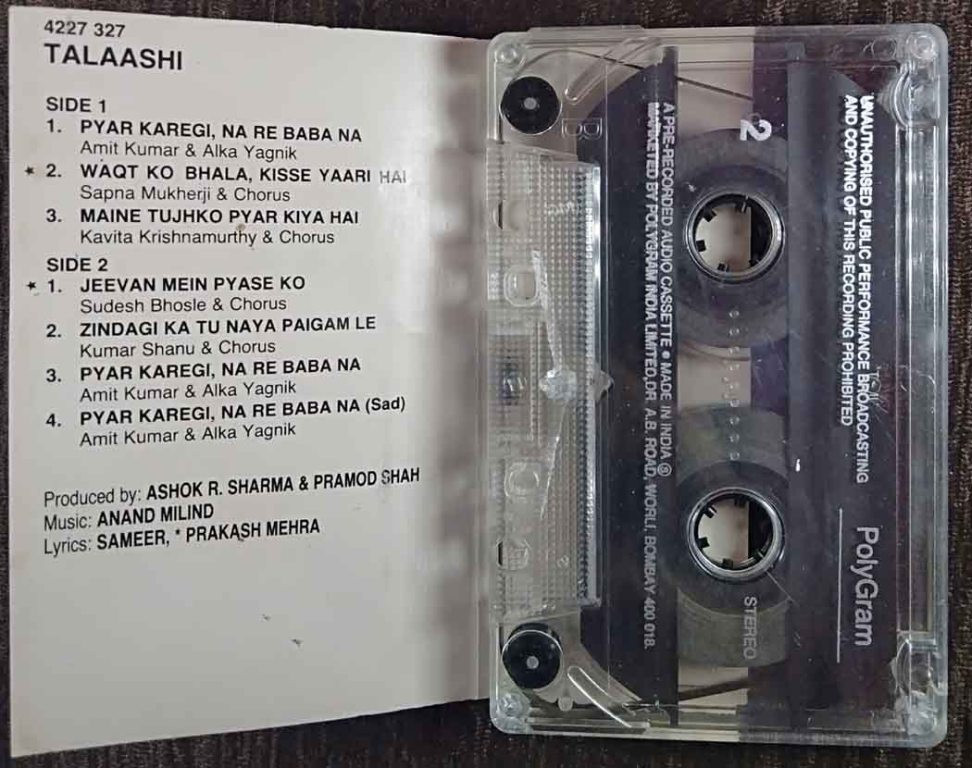 4227 327
TALAASHI
SIDE 1
1. PYAR KAREGI, NA RE BABA NA
Amit Kumar & Alka Yagnik
* 2. WAQT KO BHALA, KISSE YAARI HAI
Sapna Mukherji & Chorus
3. MAINE TUJHKO PYAR KIYA HAI
Kavita Krishnamurthy & Chorus
SIDE 2
* 1. JEEVAN MEIN PYASE KO
Sudesh Bhosle & Chorus
2. ZINDAGI KA TU NAYA PAIGAM LE
Kumar Shanu & Chorus
3. PYAR KAREGI, NA RE BABA NA
Amit Kumar & Alka Yagnik
4. PYAR KAREGI, NA RE BABA NA (Sad)
Amit Kumar & Alka Yagnik
Produced by: ASHOK R. SHARMA & PRAMOD SHAH
Music: ANAND MILIND
Lyrics: SAMEER, * PRAKASH MEHRA
UNAUTHORISED PUBLIC PERFORMANCE BROADCASTING
AND COPYING OF THIS RECORDING PROHIBITED
PolyGram
2
STEREO
A PRE-RECORDED AUDIO CASSETTE ● MADE IN INDIA Ⓢ
MARKETED BY POLYGRAM INDIA LIMITED,DR. A.B. ROAD, WORLI, BOMBAY 400 018.